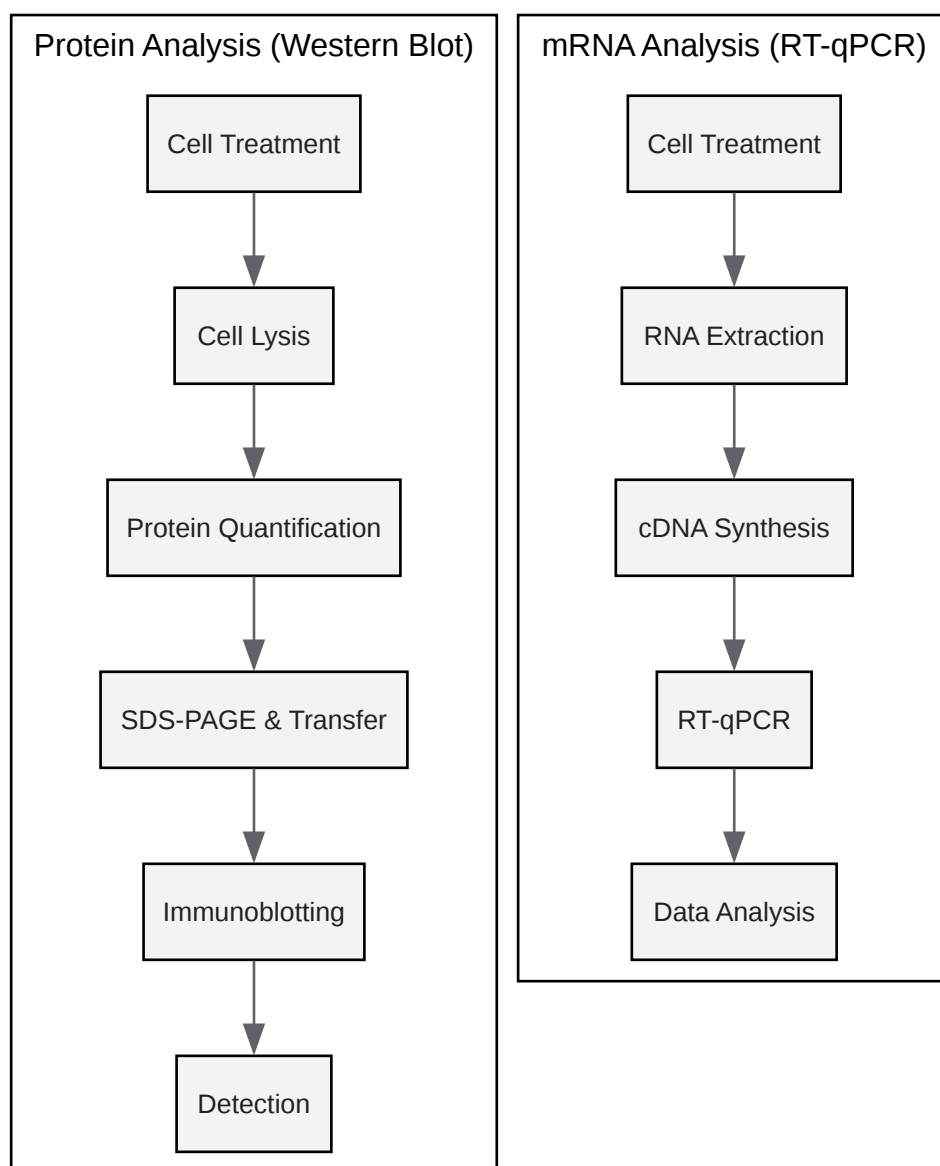 Protein Analysis (Western Blot)
Cell Treatment
Cell Lysis
Protein Quantification
SDS-PAGE & Transfer
Immunoblotting
Detection
mRNA Analysis (RT-qPCR)
Cell Treatment
RNA Extraction
cDNA Synthesis
RT-qPCR
Data Analysis